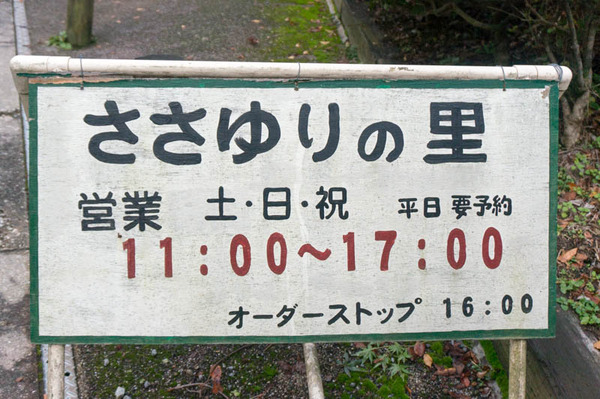 ささゆりの里
営業 土・日・祝 平日要予約
11:00〜17:00
オーダーストップ 16:00